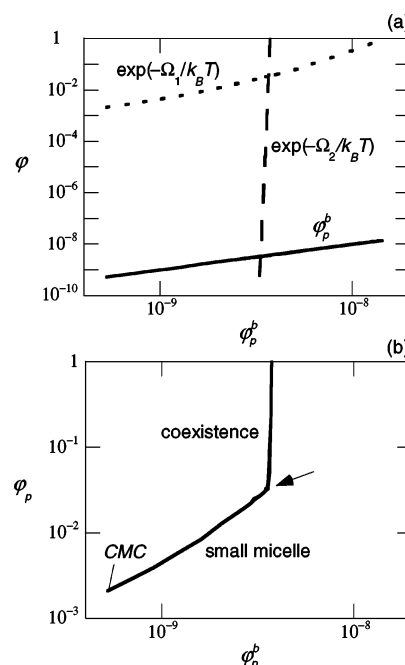 (a)
1
exp(−Ω₁/k_BT)
10⁻²
10⁻⁴
φ
exp(−Ω₂/k_BT)
10⁻⁶
φ_p^b
10⁻⁸
10⁻¹⁰
10⁻⁹ 10⁻⁸
φ_p^b
(b)
1
coexistence
10⁻¹
φ_p
10⁻²
CMC small micelle
10⁻³
10⁻⁹ 10⁻⁸
φ_p^b